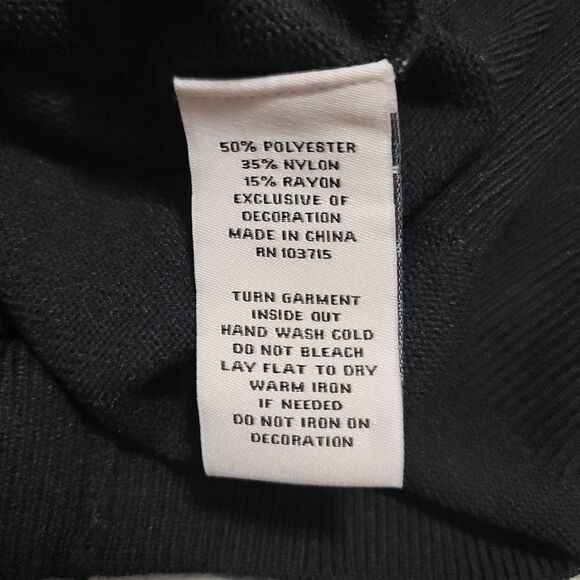 50% POLYESTER
35% NYLON
15% RAYON
EXCLUSIVE OF
DECORATION
MADE IN CHINA
RN 103715
TURN GARMENT
INSIDE OUT
HAND WASH COLD
DO NOT BLEACH
LAY FLAT TO DRY
WARM IRON
IF NEEDED
DO NOT IRON ON
DECORATION